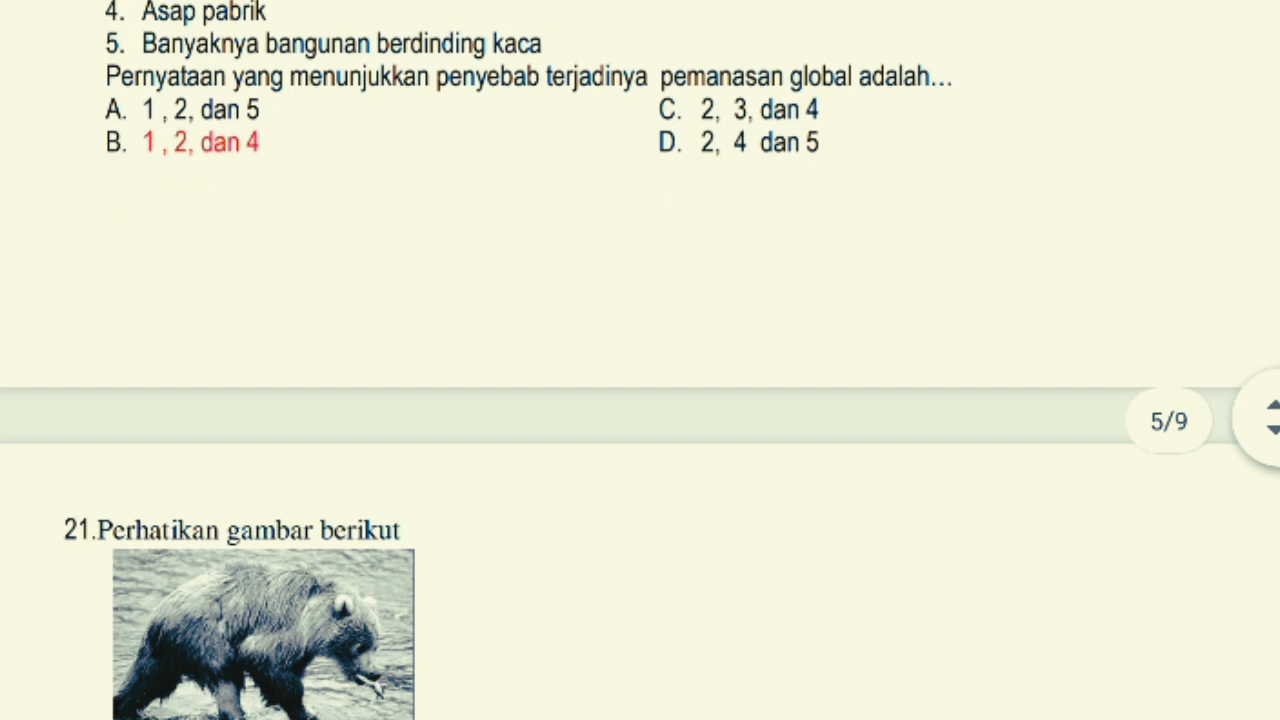 4. Asap pabrik
5. Banyaknya bangunan berdinding kaca
Pernyataan yang menunjukkan penyebab terjadinya pemanasan global adalah…
A. 1 , 2, dan 5
C. 2, 3, dan 4
B. 1 , 2, dan 4
D. 2, 4 dan 5
5/9
21.Perhatikan gambar berikut